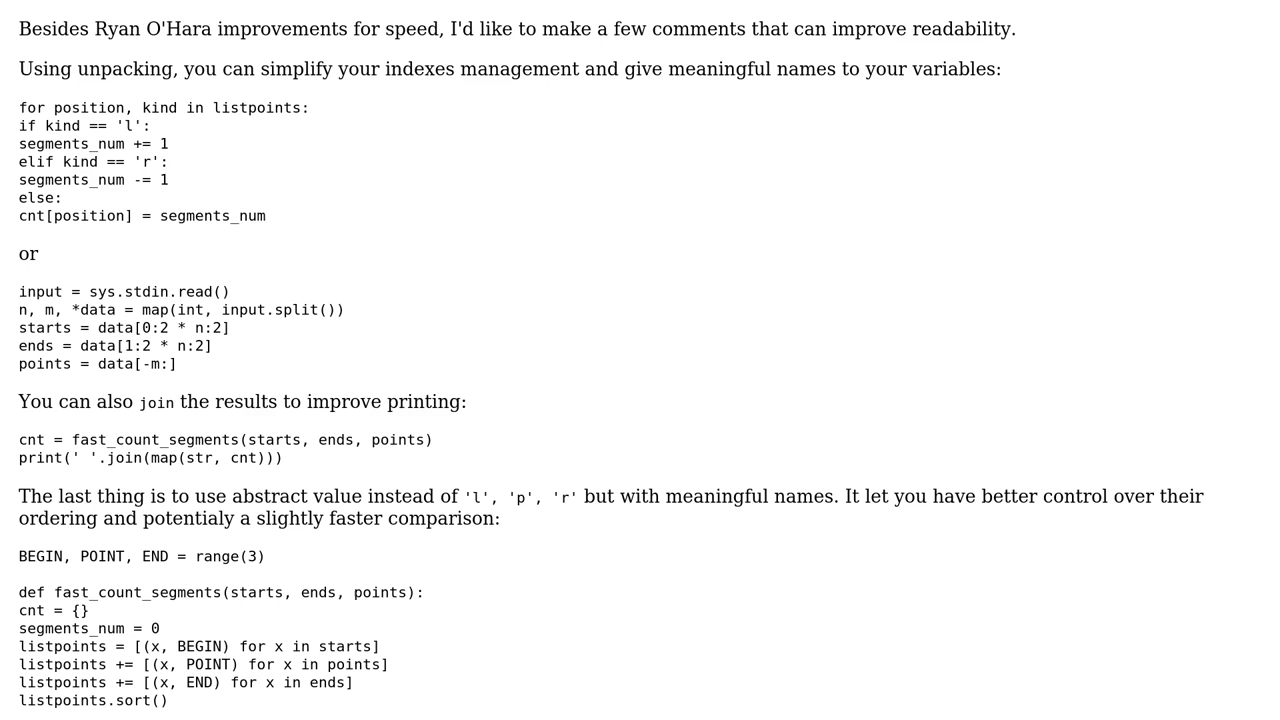 Besides Ryan O'Hara improvements for speed, I'd like to make a few comments that can improve readability.
Using unpacking, you can simplify your indexes management and give meaningful names to your variables:
for position, kind in listpoints:
if kind == 'l':
segments_num += 1
elif kind == 'r':
segments_num -= 1
else:
cnt[position] = segments_num
or
input = sys.stdin.read()
n, m, *data = map(int, input.split())
starts = data[0:2 * n:2]
ends = data[1:2 * n:2]
points = data[-m:]
You can also join the results to improve printing:
cnt = fast_count_segments(starts, ends, points)
print(' '.join(map(str, cnt)))
The last thing is to use abstract value instead of 'l', 'p', 'r' but with meaningful names. It let you have better control over their
ordering and potentialy a slightly faster comparison:
BEGIN, POINT, END = range(3)
def fast_count_segments(starts, ends, points):
cnt = {}
segments_num = 0
listpoints = [(x, BEGIN) for x in starts]
listpoints += [(x, POINT) for x in points]
listpoints += [(x, END) for x in ends]
listpoints.sort()